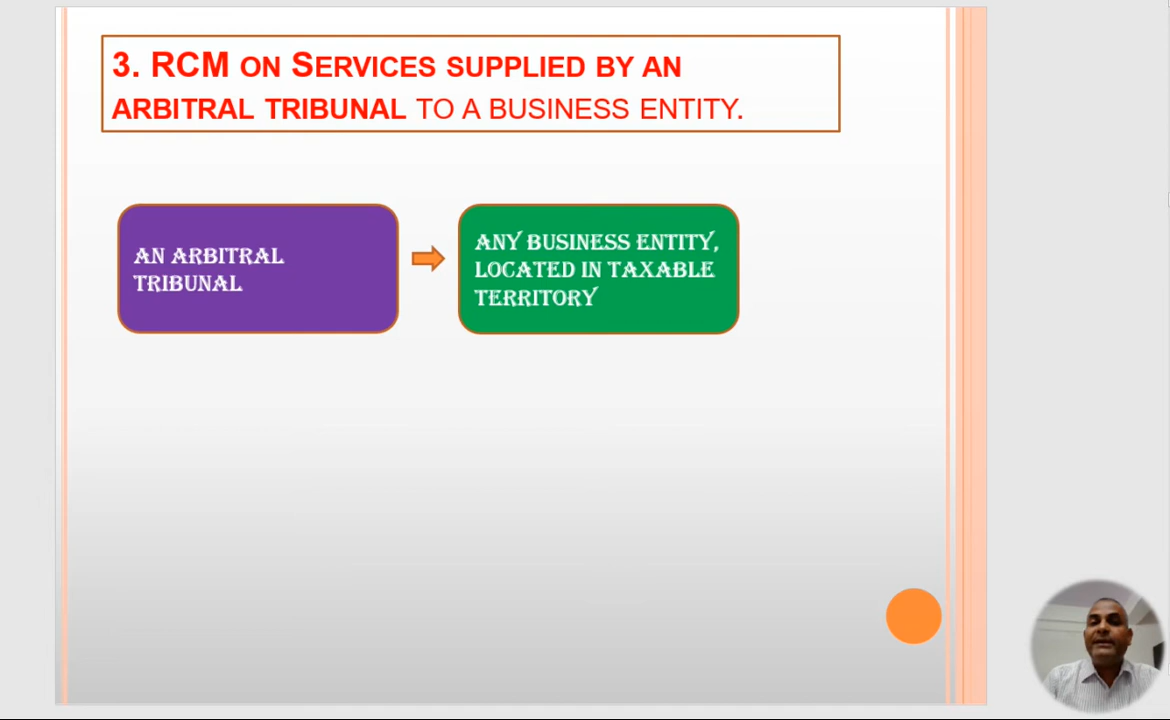 3. RCM ON SERVICES SUPPLIED BY AN
ARBITRAL TRIBUNAL TO A BUSINESS ENTITY.
AN ARBITRAL
TRIBUNAL
ANY BUSINESS ENTITY,
LOCATED IN TAXABLE
TERRITORY